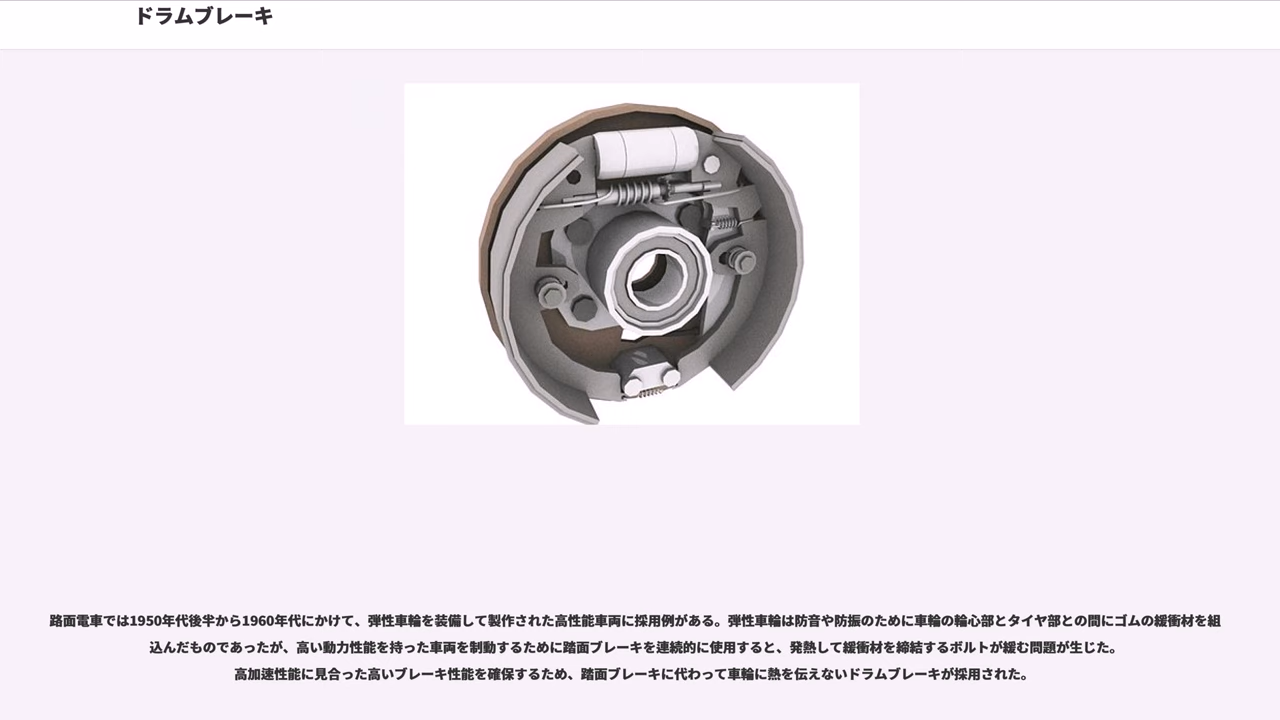 ドラムブレーキ
路面電車では1950年代後半から1960年代にかけて、弾性車輪を装備して製作された高性能車両に採用例がある。弾性車輪は防音や防振のために車輪の輪心部とタイヤ部との間にゴムの緩衝材を組
込んだものであったが、高い動力性能を持った車両を制動するために踏面ブレーキを連続的に使用すると、発熱して緩衝材を締結するボルトが緩む問題が生じた。
高加速性能に見合った高いブレーキ性能を確保するため、踏面ブレーキに代わって車輪に熱を伝えないドラムブレーキが採用された。